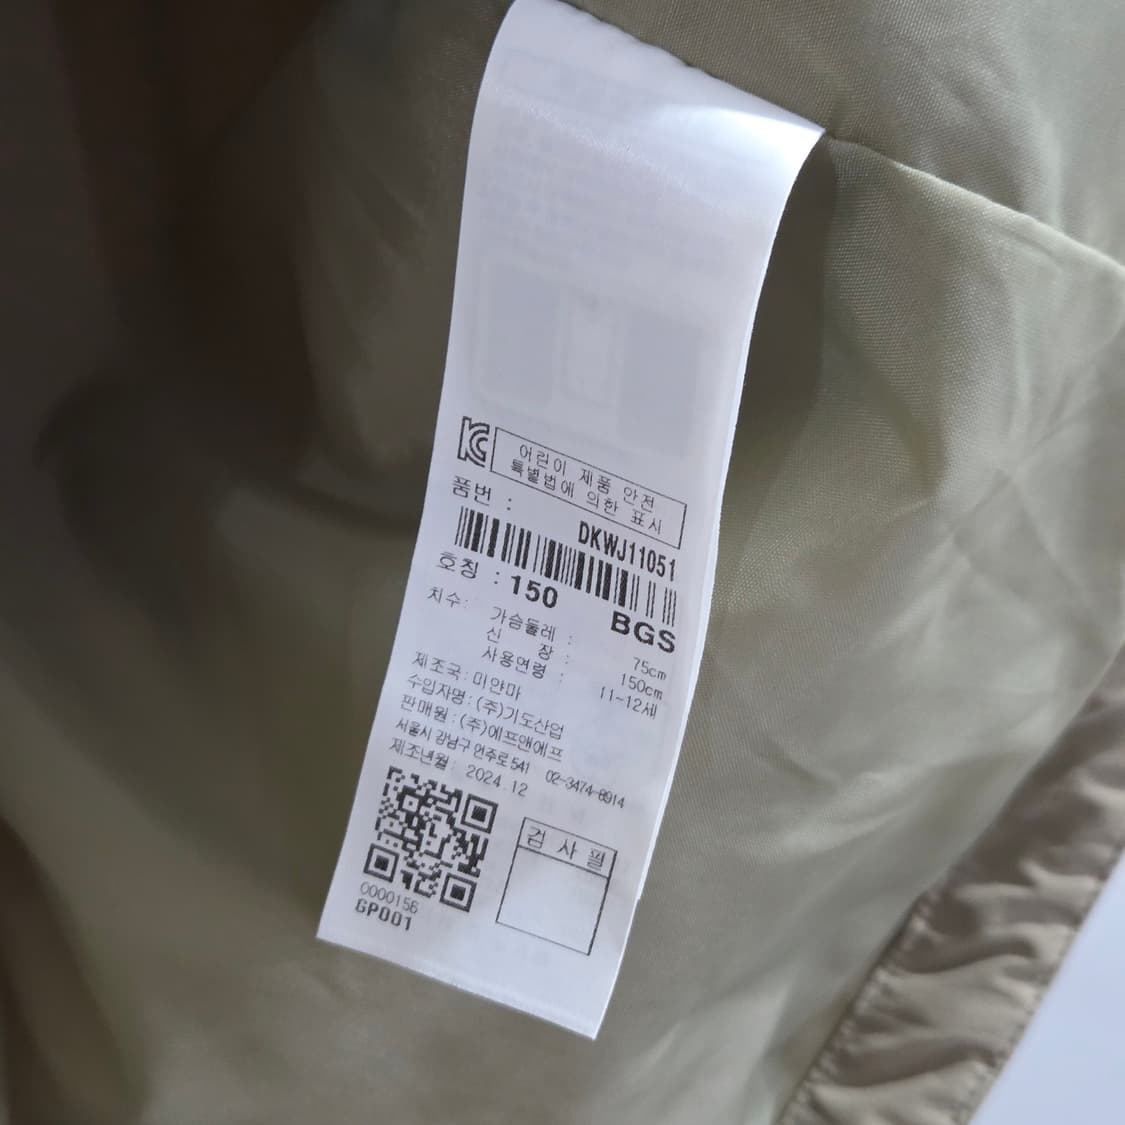 KC
어린이 제품 안전
특별법에 의한 표시
품번 :
DKWJ11051
호칭 : 150 BGS
치수: 가슴둘레 : 75cm
신 장 : 150cm
사용연령 : 11-12세
제조국: 미얀마
수입자명: (주)기도산업
판매원: (주)에프앤에프
서울시 강남구 언주로 541 02-3474-8914
제조년월: 2024.12
검 사 필
0000156
GP001